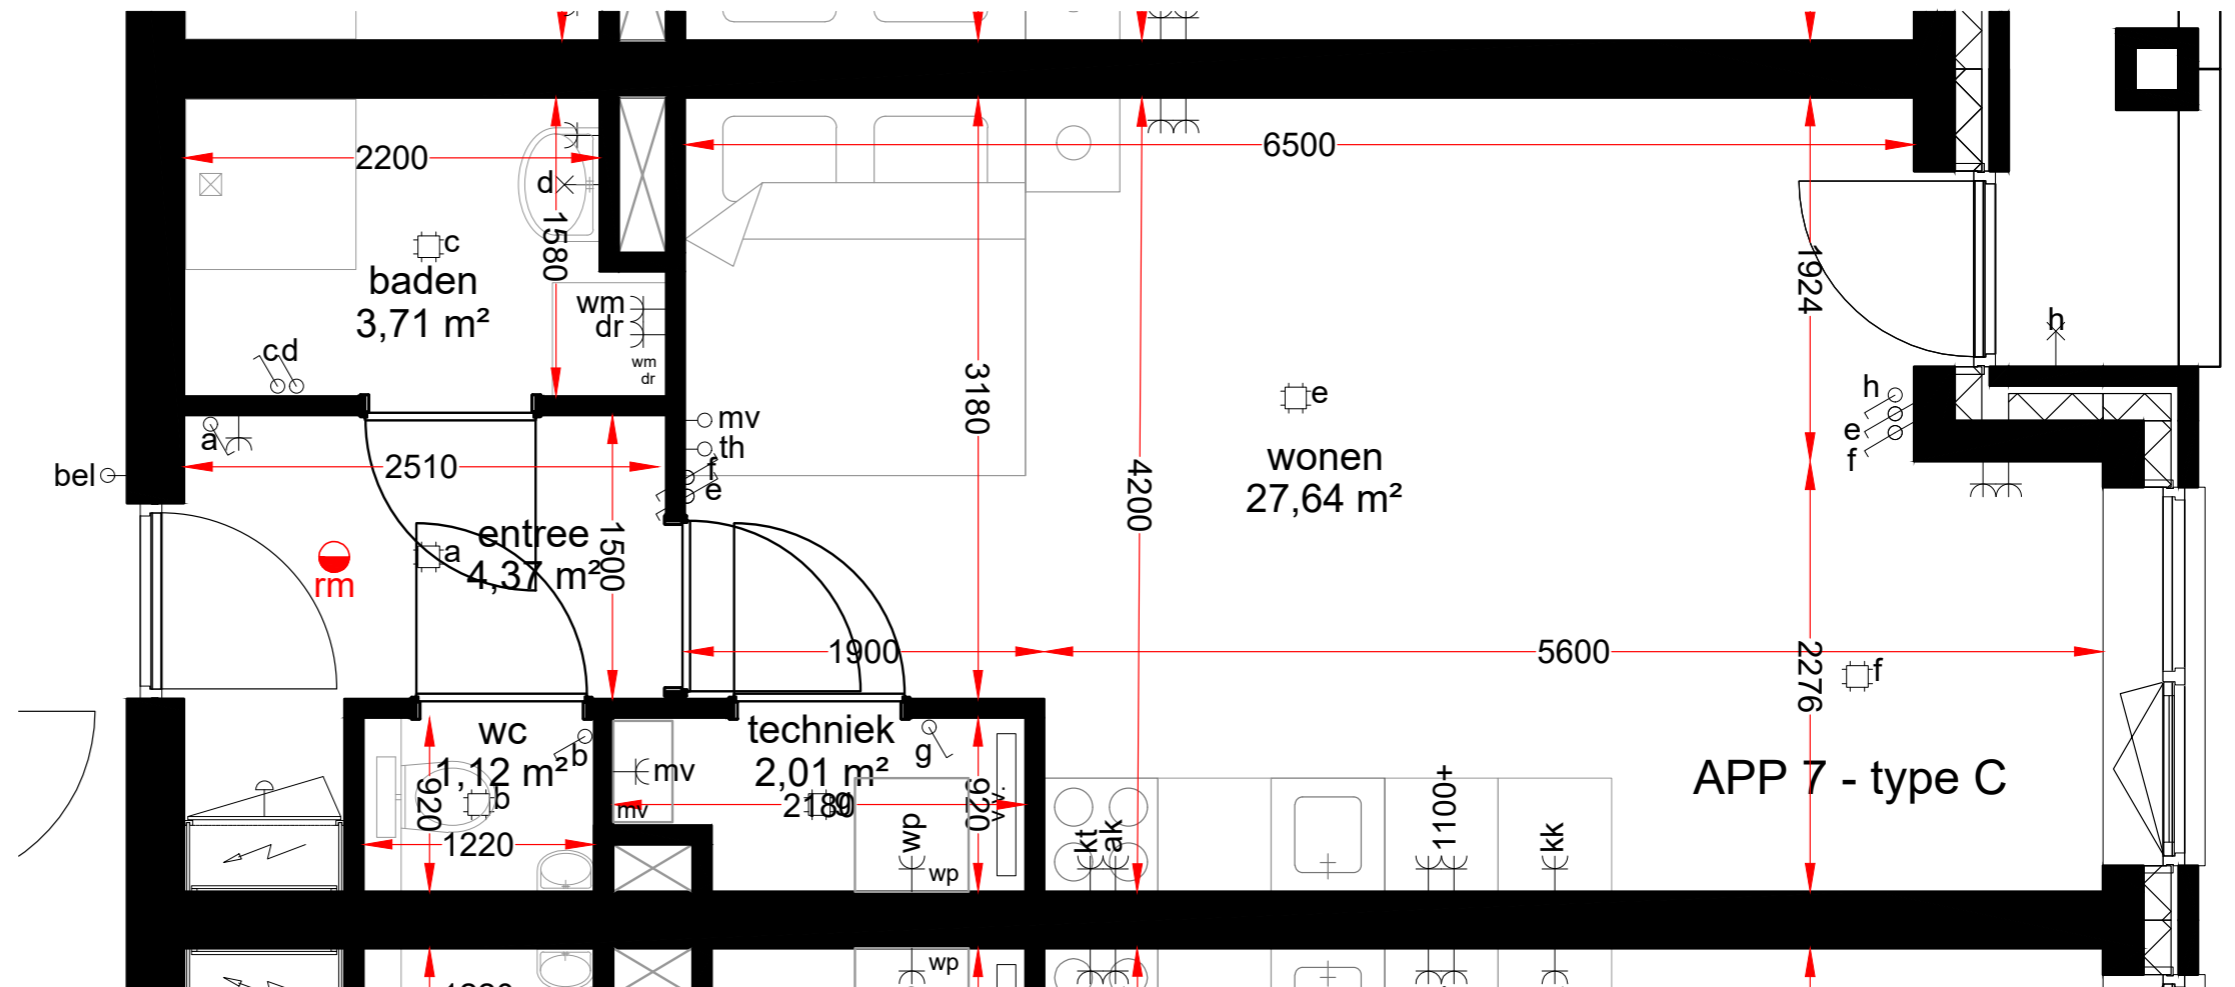 2200
6500
d
1580
c
baden
3,71 m²
wm
dr
wm
dr
cd
1924
h
3180
e
h
e
f
mv
th
f
e
a
bel
2510
4200
wonen
27,64 m²
entree
4,37 m²
a
1500
rm
1900
5600
2276
f
wc
1,12 m²
b
b
920
1220
techniek
2,01 m²
g
mv
mv
2180
g
920
v.v.
wp
wp
kt
ak
1100+
kk
APP 7 - type C
wp
1220